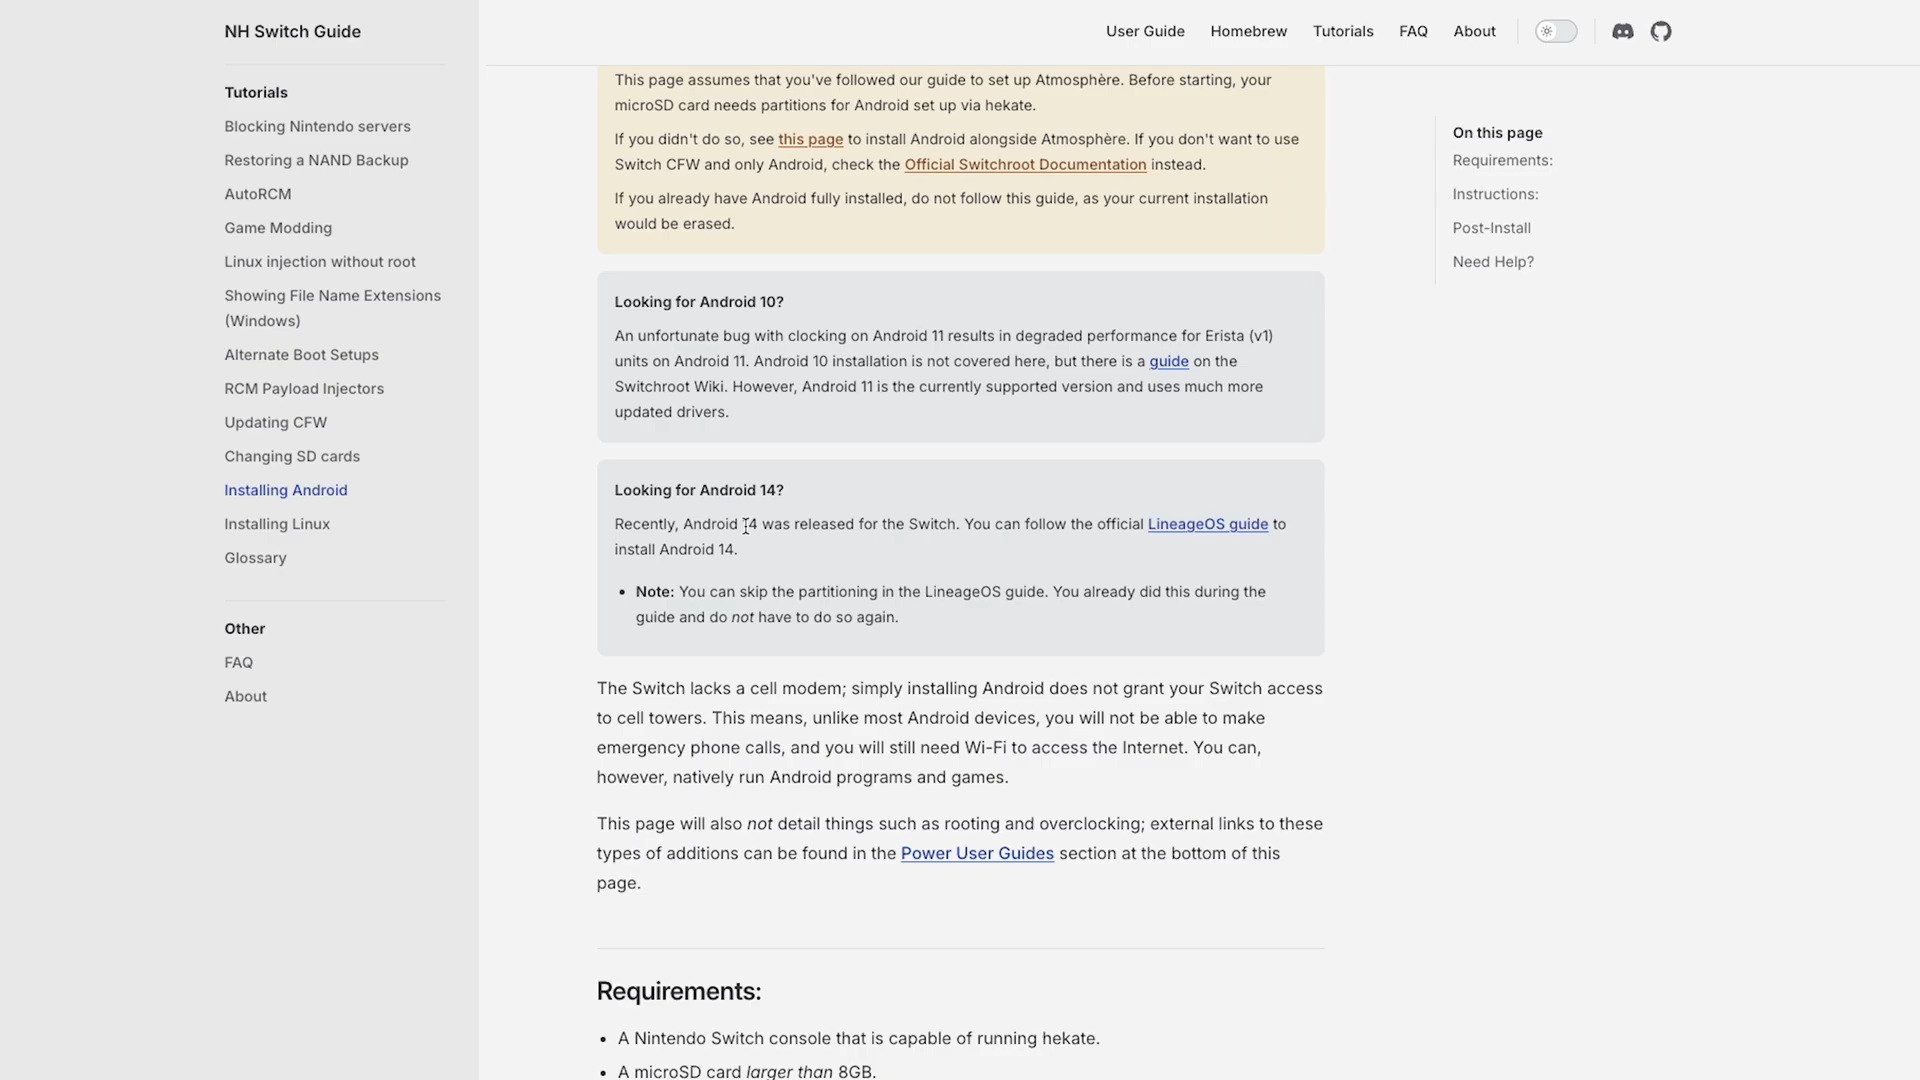 NH Switch Guide
User Guide
Homebrew
Tutorials
FAQ
About
Tutorials
Blocking Nintendo servers
Restoring a NAND Backup
AutoRCM
Game Modding
Linux injection without root
Showing File Name Extensions
(Windows)
Alternate Boot Setups
RCM Payload Injectors
Updating CFW
Changing SD cards
Installing Android
Installing Linux
Glossary
Other
FAQ
About
This page assumes that you've followed our guide to set up Atmosphère. Before starting, your
microSD card needs partitions for Android set up via hekate.
If you didn't do so, see this page to install Android alongside Atmosphère. If you don't want to use
Switch CFW and only Android, check the Official Switchroot Documentation instead.
If you already have Android fully installed, do not follow this guide, as your current installation
would be erased.
Looking for Android 10?
An unfortunate bug with clocking on Android 11 results in degraded performance for Erista (v1)
units on Android 11. Android 10 installation is not covered here, but there is a guide on the
Switchroot Wiki. However, Android 11 is the currently supported version and uses much more
updated drivers.
Looking for Android 14?
Recently, Android 14 was released for the Switch. You can follow the official LineageOS guide to
install Android 14.
• Note: You can skip the partitioning in the LineageOS guide. You already did this during the
guide and do not have to do so again.
The Switch lacks a cell modem; simply installing Android does not grant your Switch access
to cell towers. This means, unlike most Android devices, you will not be able to make
emergency phone calls, and you will still need Wi-Fi to access the Internet. You can,
however, natively run Android programs and games.
This page will also not detail things such as rooting and overclocking; external links to these
types of additions can be found in the Power User Guides section at the bottom of this
page.
Requirements:
• A Nintendo Switch console that is capable of running hekate.
• A microSD card larger than 8GB.
On this page
Requirements:
Instructions:
Post-Install
Need Help?